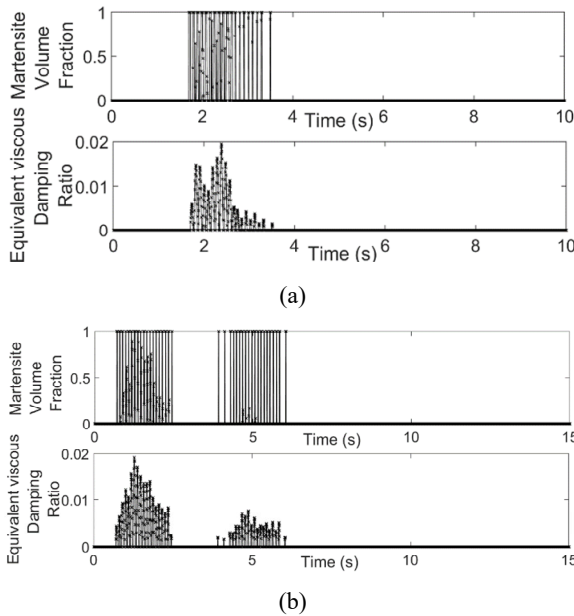 Martensite
Volume
Fraction
1
0.5
0
0 2 4 6 8 10
Time (s)
Equivalent viscous
Damping
Ratio
0.02
0.01
0
0 2 4 6 8 10
Time (s)
(a)
Martensite
Volume
Fraction
1
0.5
0
0 5 10 15
Time (s)
Equivalent viscous
Damping
Ratio
0.02
0.01
0
0 5 10 15
Time (s)
(b)